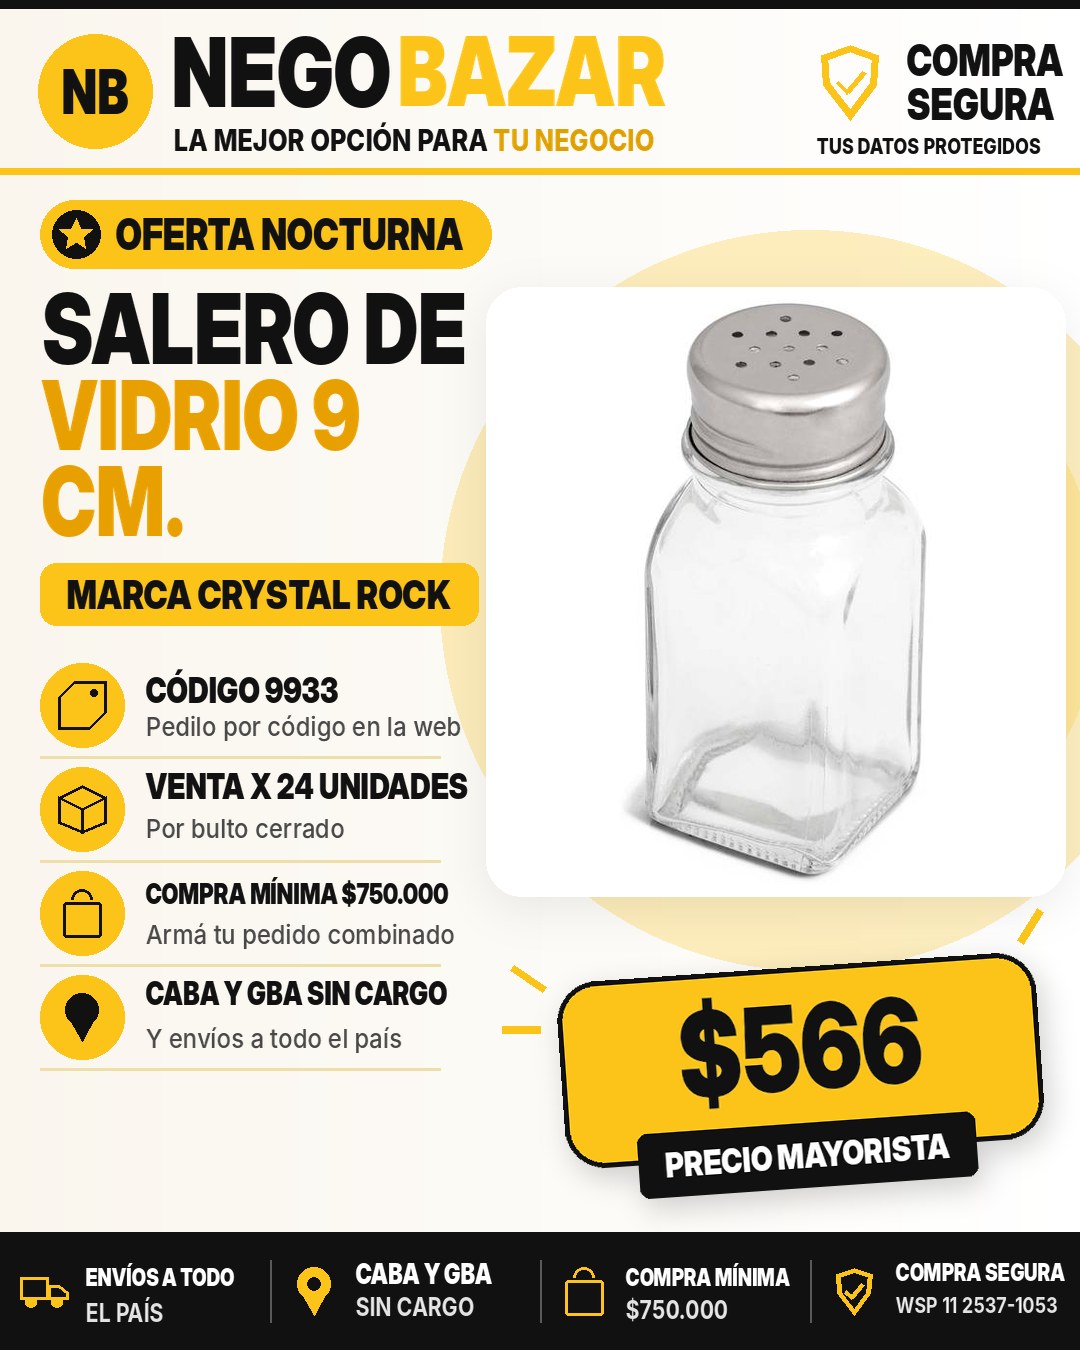 NB
NEGOBAZAR
LA MEJOR OPCIÓN PARA TU NEGOCIO
COMPRA
SEGURA
TUS DATOS PROTEGIDOS
OFERTA NOCTURNA
SALERO DE
VIDRIO 9
CM.
MARCA CRYSTAL ROCK
CÓDIGO 9933
Pedilo por código en la web
VENTA X 24 UNIDADES
Por bulto cerrado
COMPRA MÍNIMA $750.000
Armá tu pedido combinado
CABA Y GBA SIN CARGO
Y envíos a todo el país
$566
PRECIO MAYORISTA
ENVÍOS A TODO
EL PAÍS
CABA Y GBA
SIN CARGO
COMPRA MÍNIMA
$750.000
COMPRA SEGURA
WSP 11 2537-1053